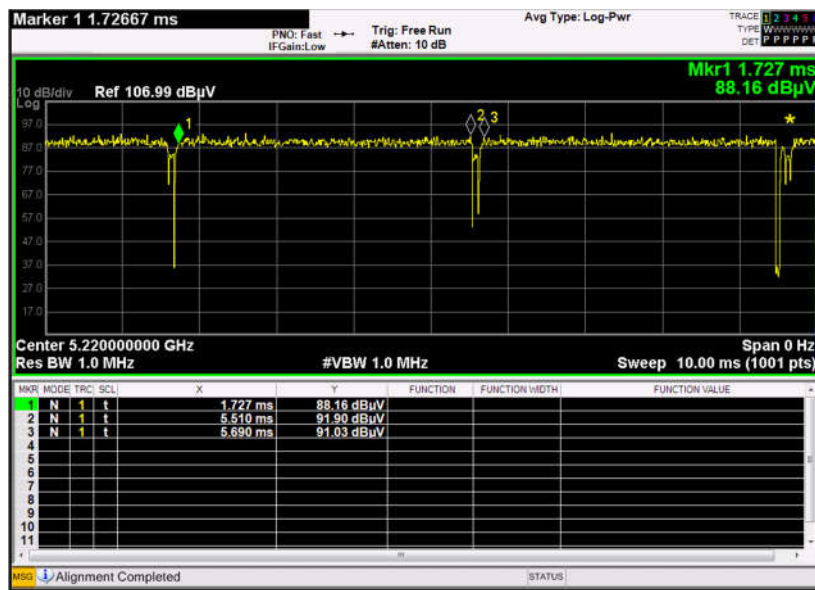 Marker 1 1.72667 ms
PNO: Fast
IFGain:Low
Trig: Free Run
#Atten: 10 dB
Avg Type: Log-Pwr
TRACE 1 2 3 4 5
TYPE W
DET P P P P P
Mkr1 1.727 ms
88.16 dBµV
10 dB/div Ref 106.99 dBµV
Log
97.0
87.0
77.0
67.0
57.0
47.0
37.0
27.0
17.0
1
2
3
*
Center 5.220000000 GHz
Span 0 Hz
Res BW 1.0 MHz
#VBW 1.0 MHz
Sweep 10.00 ms (1001 pts)
MKR MODE TRC SCL X Y FUNCTION FUNCTION WIDTH FUNCTION VALUE
1 N 1 t 1.727 ms 88.16 dBµV
2 N 1 t 5.510 ms 91.90 dBµV
3 N 1 t 5.690 ms 91.03 dBµV
4
5
6
7
8
9
10
11
MSG Alignment Completed
STATUS